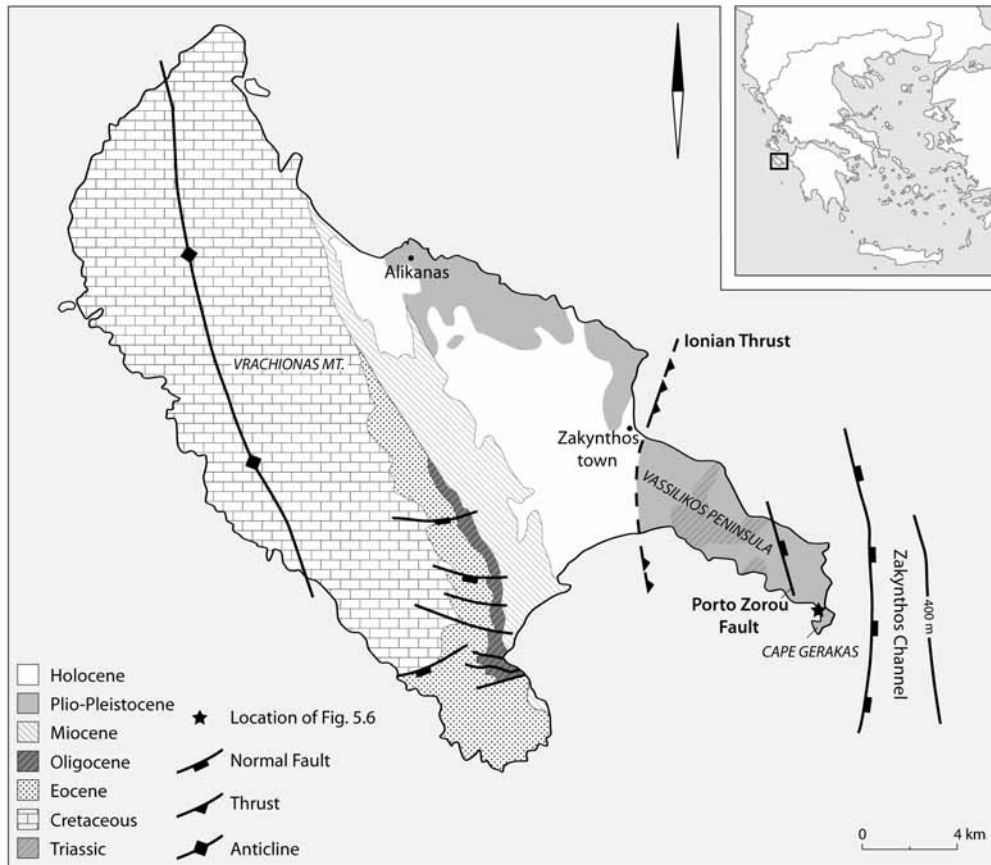 Alikanas
VRACHIONAS MT.
Ionian Thrust
Zakynthos
town
VASSILIKOS PENINSULA
Porto Zorou
Fault
CAPE GERAKAS
Zakynthos Channel
400 m
Holocene
Plio-Pleistocene
Miocene
Oligocene
Eocene
Cretaceous
Triassic
Location of Fig. 5.6
Normal Fault
Thrust
Anticline
0 4 km